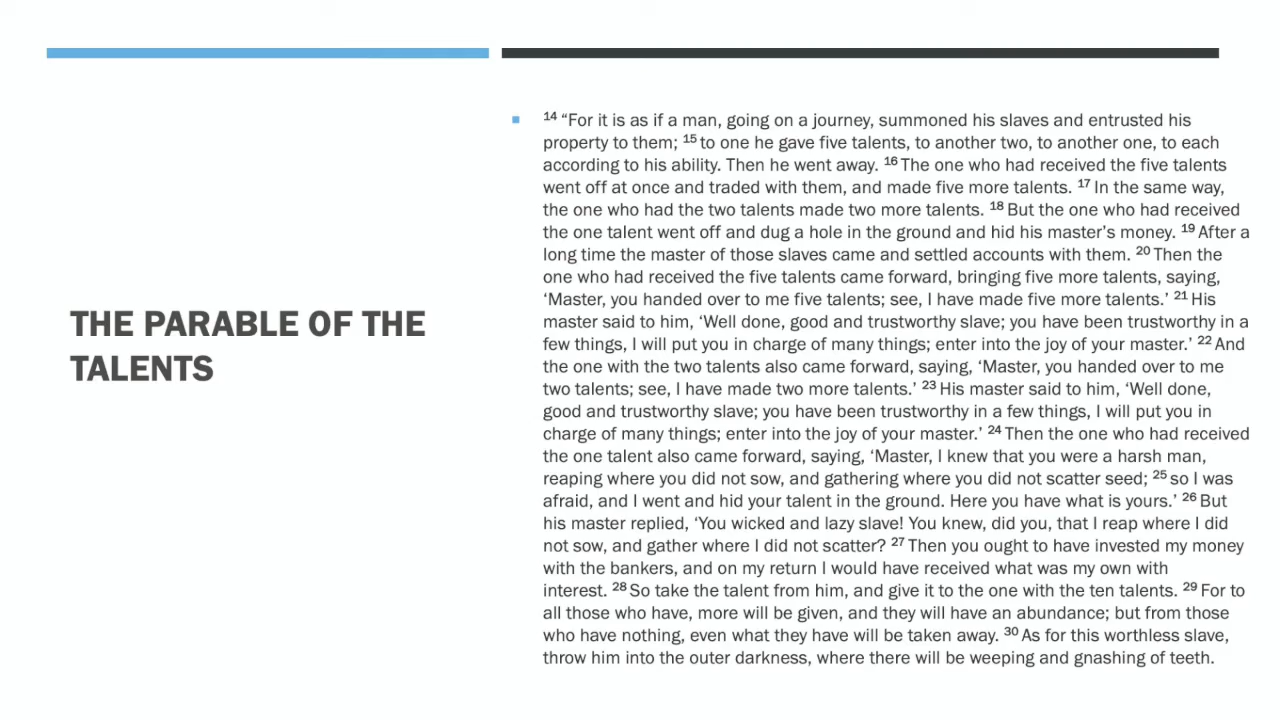 THE PARABLE OF THE
TALENTS
14 “For it is as if a man, going on a journey, summoned his slaves and entrusted his
property to them; 15 to one he gave five talents, to another two, to another one, to each
according to his ability. Then he went away. 16 The one who had received the five talents
went off at once and traded with them, and made five more talents. 17 In the same way,
the one who had the two talents made two more talents. 18 But the one who had received
the one talent went off and dug a hole in the ground and hid his master’s money. 19 After a
long time the master of those slaves came and settled accounts with them. 20 Then the
one who had received the five talents came forward, bringing five more talents, saying,
‘Master, you handed over to me five talents; see, I have made five more talents.’ 21 His
master said to him, ‘Well done, good and trustworthy slave; you have been trustworthy in a
few things, I will put you in charge of many things; enter into the joy of your master.’ 22 And
the one with the two talents also came forward, saying, ‘Master, you handed over to me
two talents; see, I have made two more talents.’ 23 His master said to him, ‘Well done,
good and trustworthy slave; you have been trustworthy in a few things, I will put you in
charge of many things; enter into the joy of your master.’ 24 Then the one who had received
the one talent also came forward, saying, ‘Master, I knew that you were a harsh man,
reaping where you did not sow, and gathering where you did not scatter seed; 25 so I was
afraid, and I went and hid your talent in the ground. Here you have what is yours.’ 26 But
his master replied, ‘You wicked and lazy slave! You knew, did you, that I reap where I did
not sow, and gather where I did not scatter? 27 Then you ought to have invested my money
with the bankers, and on my return I would have received what was my own with
interest. 28 So take the talent from him, and give it to the one with the ten talents. 29 For to
all those who have, more will be given, and they will have an abundance; but from those
who have nothing, even what they have will be taken away. 30 As for this worthless slave,
throw him into the outer darkness, where there will be weeping and gnashing of teeth.